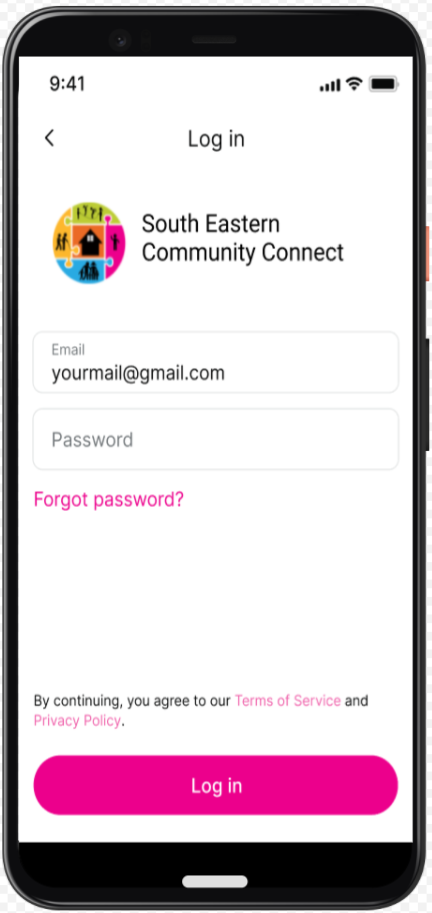 9:41
Log in
South Eastern
Community Connect
Email
yourmail@gmail.com
Password
Forgot password?
By continuing, you agree to our Terms of Service and
Privacy Policy.
Log in